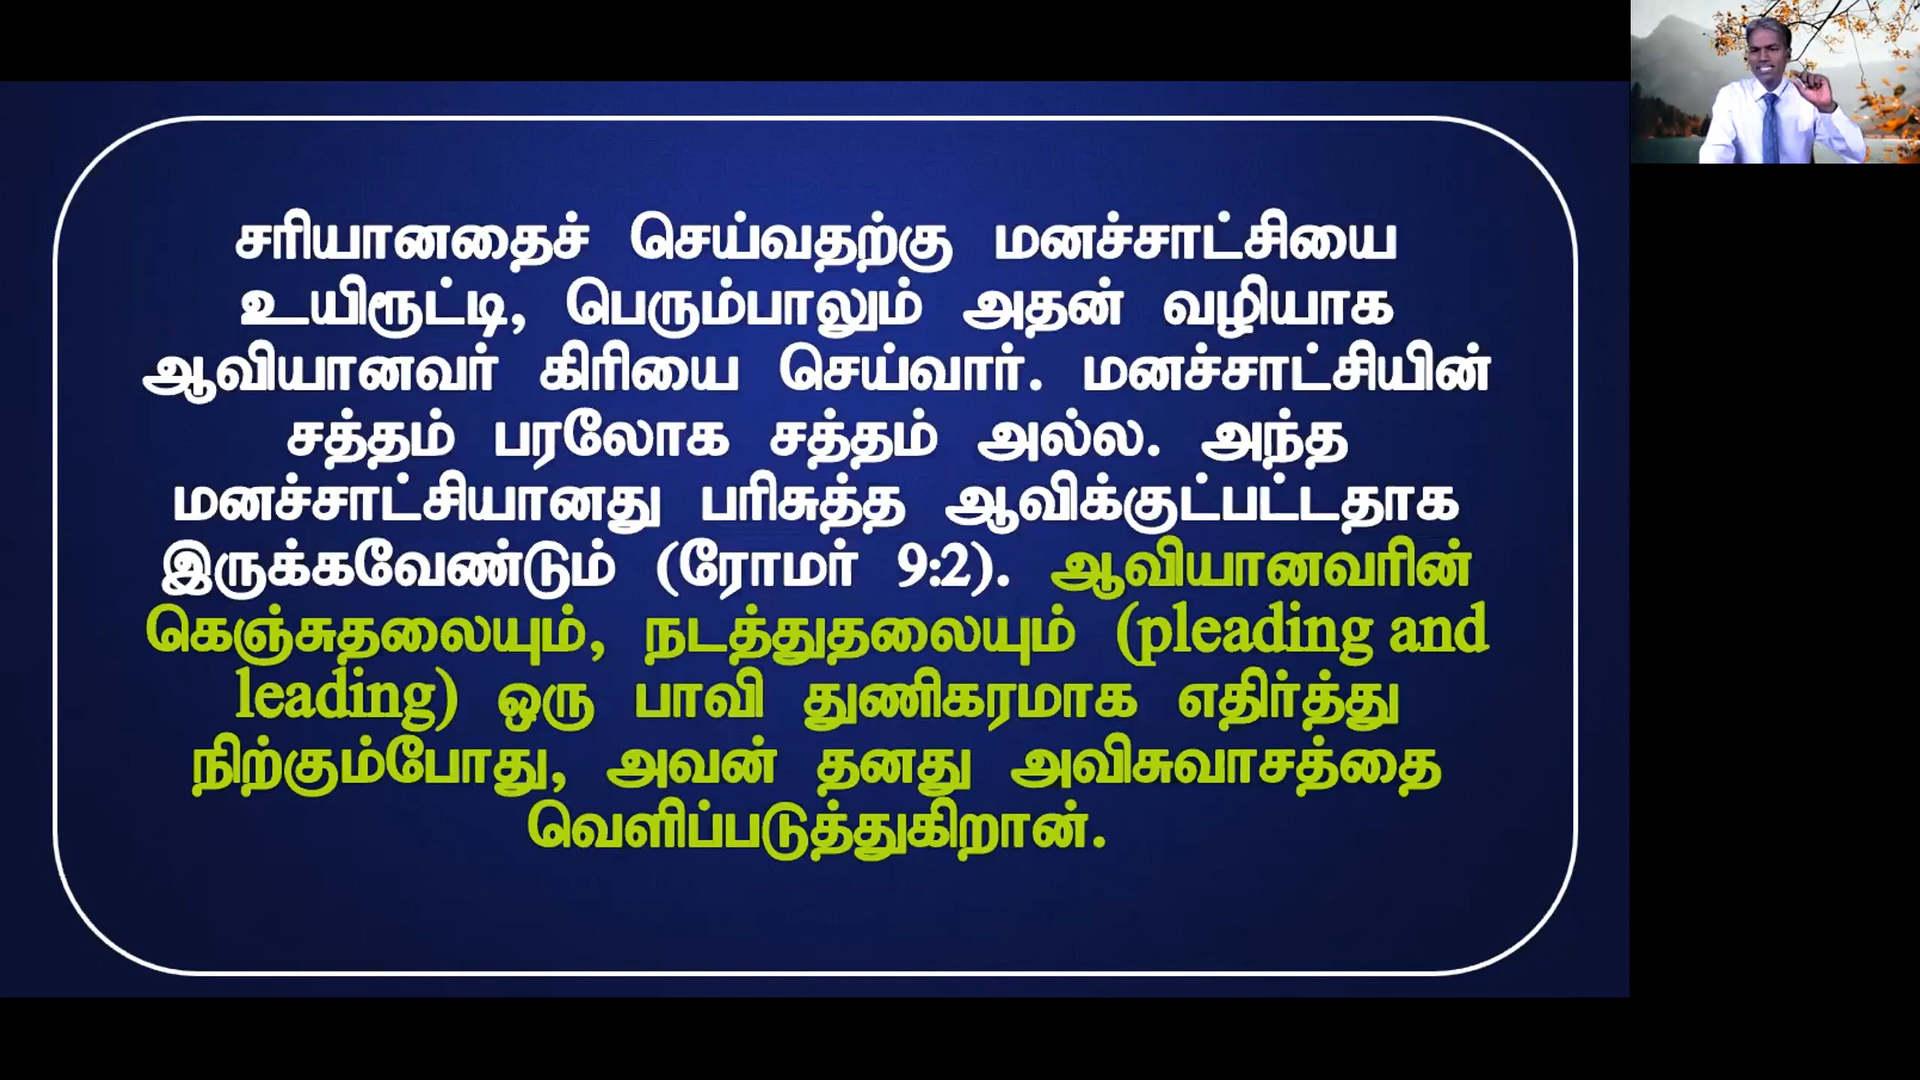 சரியானதைச் செய்வதற்கு மனச்சாட்சியை
உயிரூட்டி, பெரும்பாலும் அதன் வழியாக
ஆவியானவர் கிரியை செய்வார். மனச்சாட்சியின்
சத்தம் பரலோக சத்தம் அல்ல. அந்த
மனச்சாட்சியானது பரிசுத்த ஆவிக்குட்பட்டதாக
இருக்கவேண்டும் (ரோமர் 9:2). ஆவியானவரின்
கெஞ்சுதலையும், நடத்துதலையும் (pleading and
leading) ஒரு பாவி துணிகரமாக எதிர்த்து
நிற்கும்போது, அவன் தனது அவிசுவாசத்தை
வெளிப்படுத்துகிறான்.